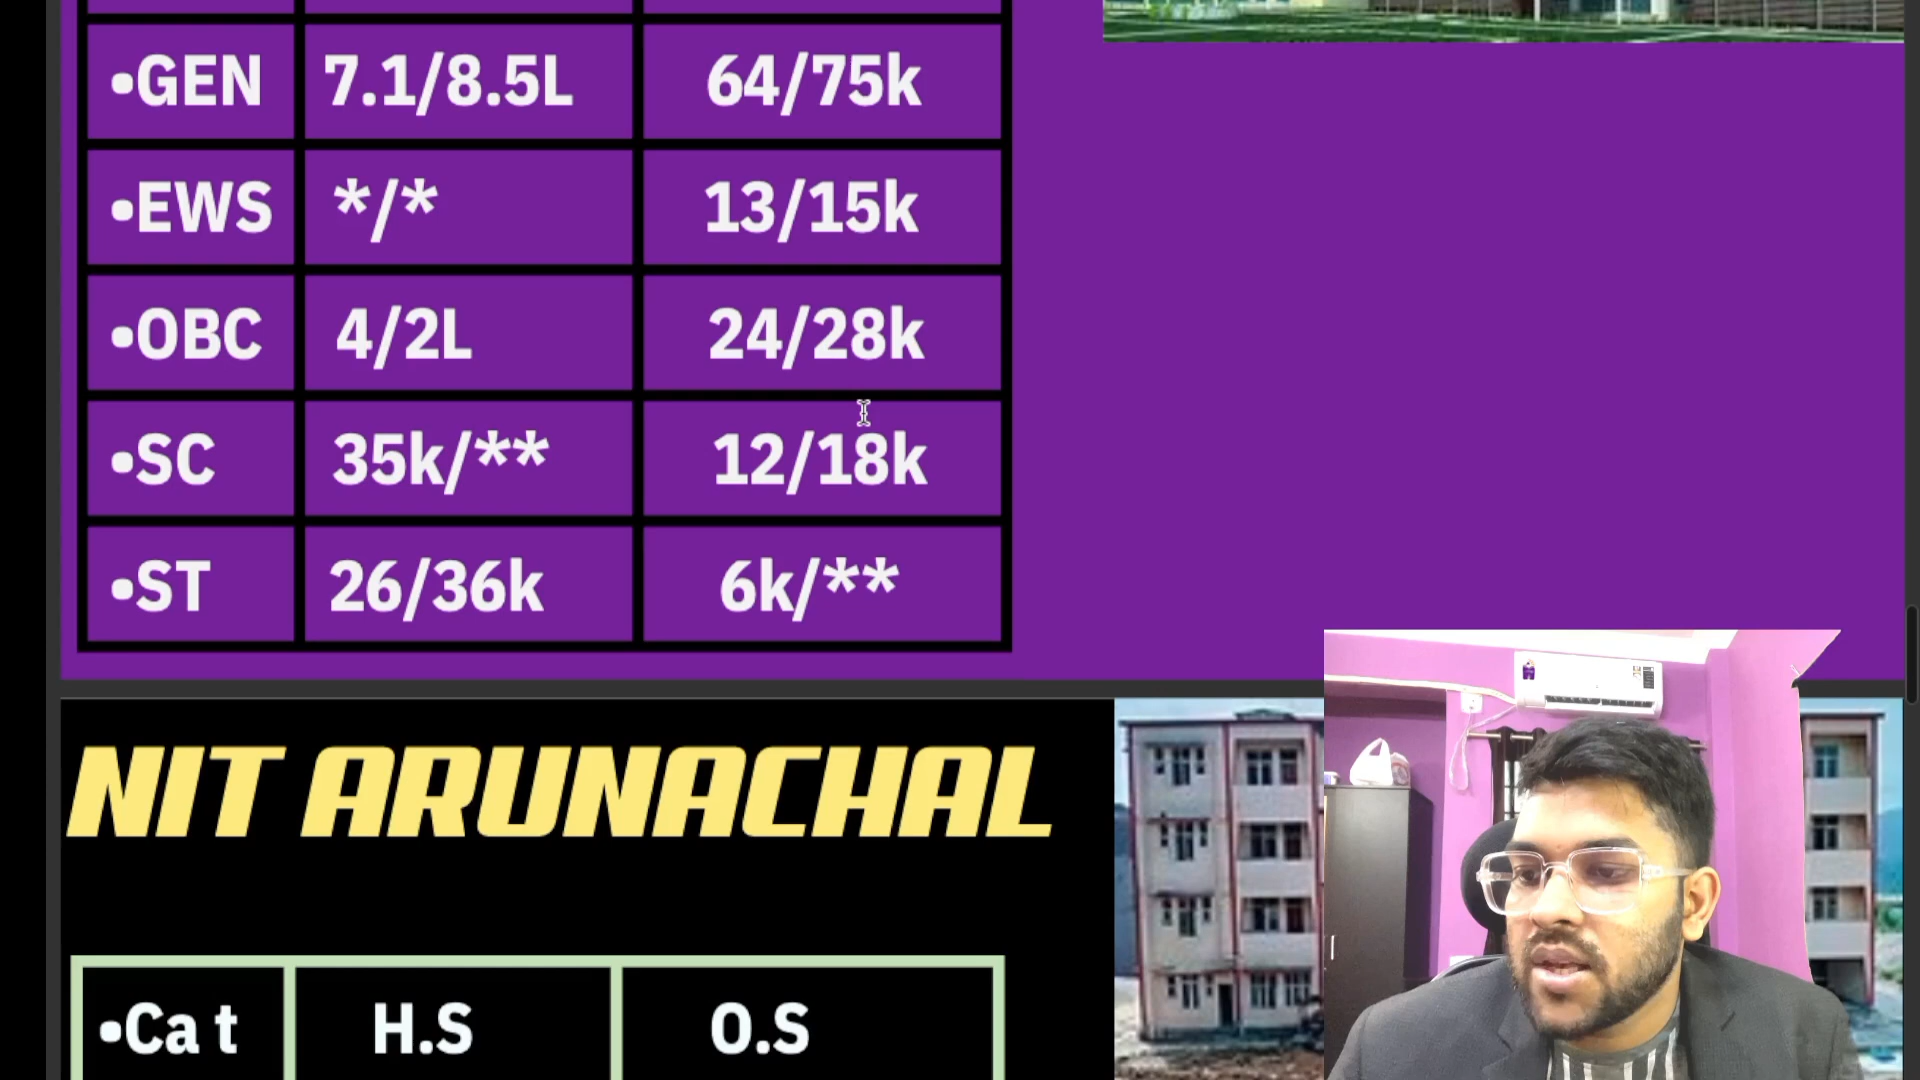 •GEN 7.1/8.5L 64/75k
•EWS */* 13/15k
•OBC 4/2L 24/28k
•SC 35k/** 12/18k
•ST 26/36k 6k/**
NIT ARUNACHAL
•Ca t H.S O.S